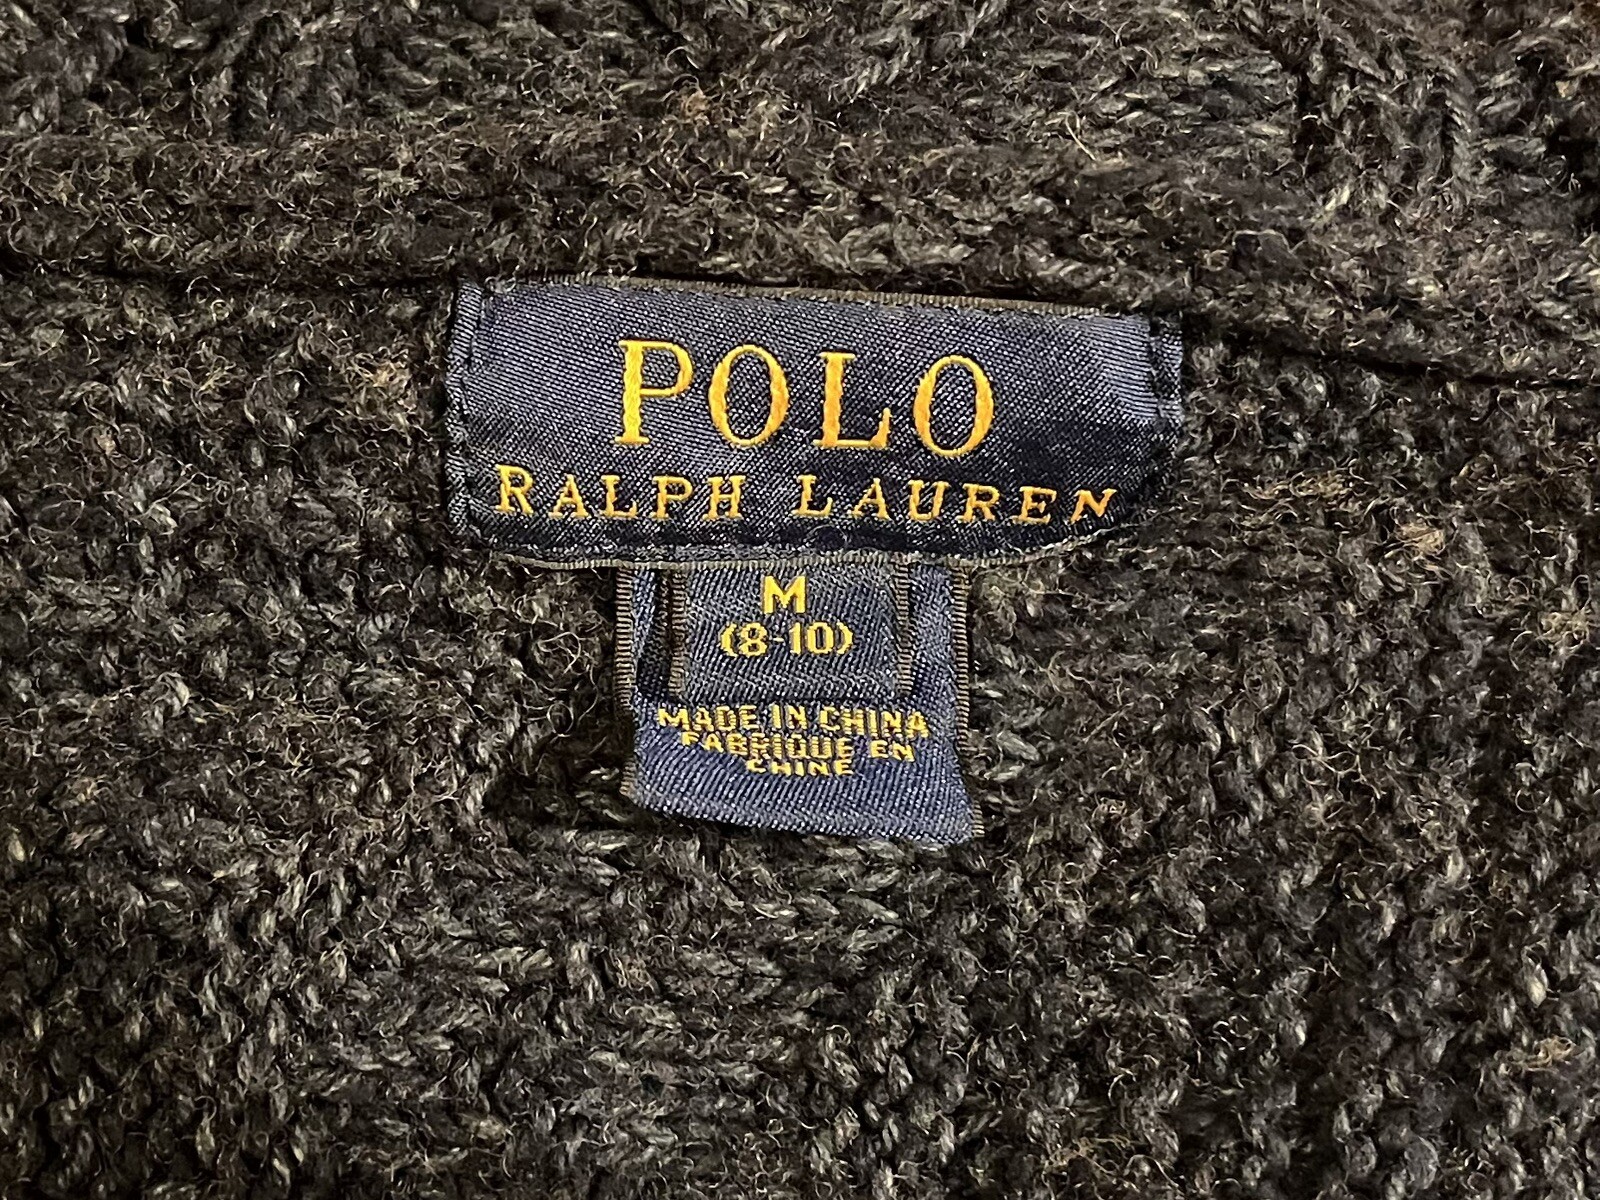 POLO
RALPH LAUREN
M
(8-10)
MADE IN CHINA
FABRIQUE EN
CHINE